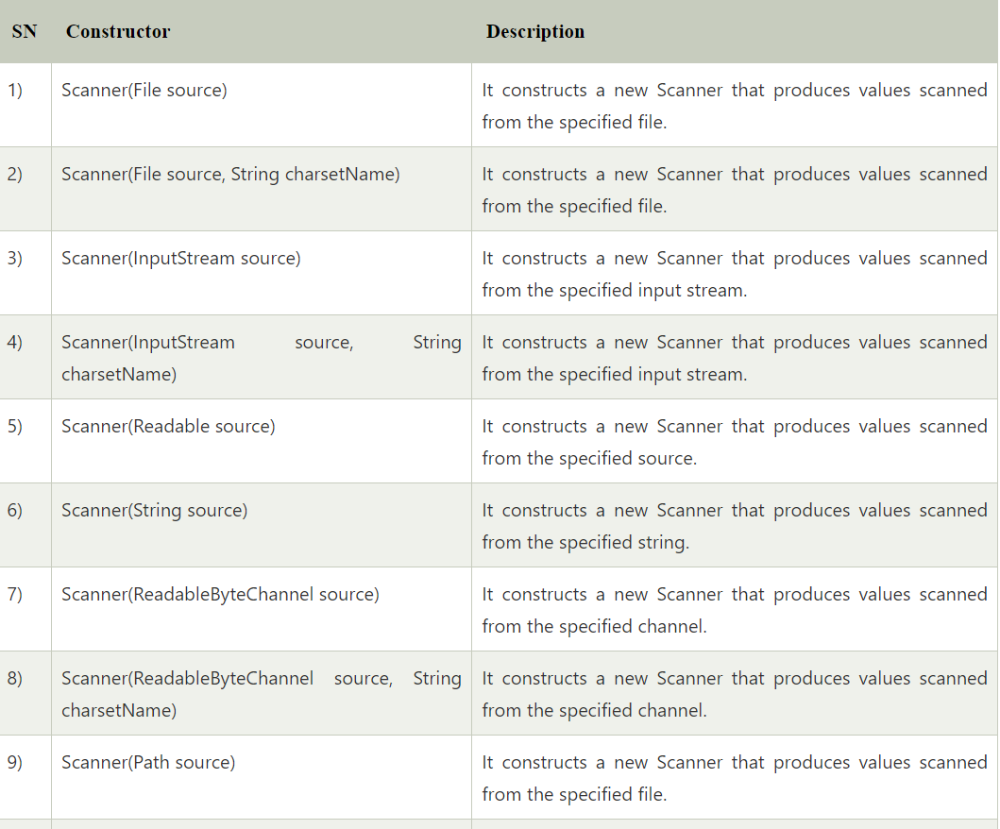 SN Constructor Description
1) Scanner(File source) It constructs a new Scanner that produces values scanned
from the specified file.
2) Scanner(File source, String charsetName) It constructs a new Scanner that produces values scanned
from the specified file.
3) Scanner(InputStream source) It constructs a new Scanner that produces values scanned
from the specified input stream.
4) Scanner(InputStream source, String It constructs a new Scanner that produces values scanned
charsetName) from the specified input stream.
5) Scanner(Readable source) It constructs a new Scanner that produces values scanned
from the specified source.
6) Scanner(String source) It constructs a new Scanner that produces values scanned
from the specified string.
7) Scanner(ReadableByteChannel source) It constructs a new Scanner that produces values scanned
from the specified channel.
8) Scanner(ReadableByteChannel source, String It constructs a new Scanner that produces values scanned
charsetName) from the specified channel.
9) Scanner(Path source) It constructs a new Scanner that produces values scanned
from the specified file.